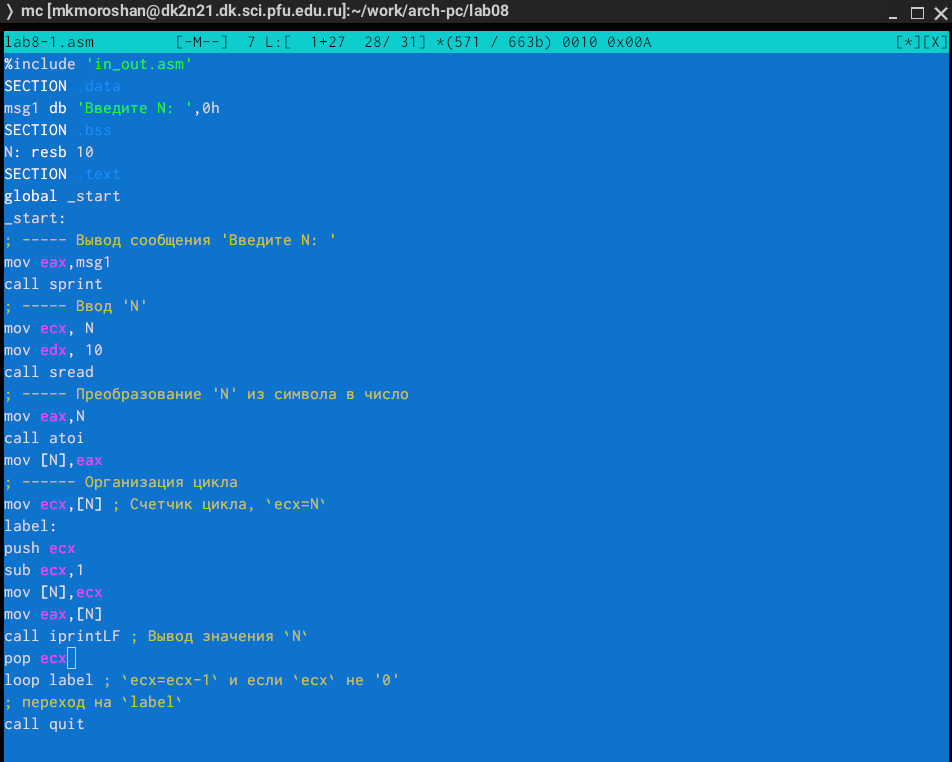 ❭ mc [mkmoroshan@dk2n21.dk.sci.pfu.edu.ru]:~/work/arch-pc/lab08
lab8-1.asm [-M--] 7 L:[ 1+27 28/ 31] *(571 / 663b) 0010 0x00A [*][X]
%include 'in_out.asm'
SECTION .data
msg1 db 'Введите N: ',0h
SECTION .bss
N: resb 10
SECTION .text
global _start
_start:
; ----- Вывод сообщения 'Введите N: '
mov eax,msg1
call sprint
; ----- Ввод 'N'
mov ecx, N
mov edx, 10
call sread
; ----- Преобразование 'N' из символа в число
mov eax,N
call atoi
mov [N],eax
; ------ Организация цикла
mov ecx,[N] ; Счетчик цикла, `ecx=N`
label:
push ecx
sub ecx,1
mov [N],ecx
mov eax,[N]
call iprintLF ; Вывод значения `N`
pop ecx
loop label ; `ecx=ecx-1` и если `ecx` не '0'
; переход на `label`
call quit